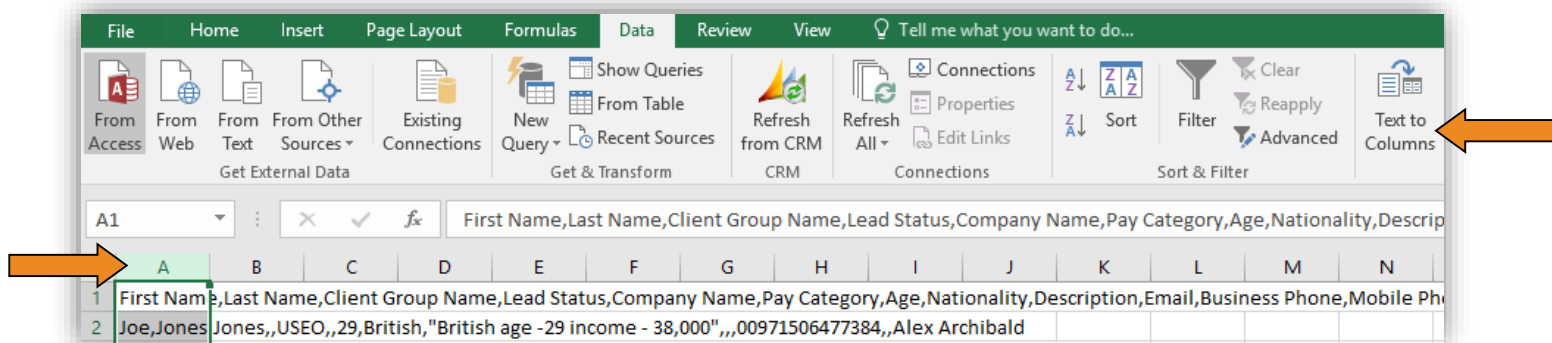 File Home Insert Page Layout Formulas Data Review View Tell me what you want to do...
From Access
From Web
From Text
From Other Sources
Existing Connections
Get External Data
New Query
Show Queries
From Table
Recent Sources
Get & Transform
Refresh from CRM
CRM
Refresh All
Connections
Properties
Edit Links
Connections
A Z
Z A
Z A A Z
Sort
Filter
Clear
Reapply
Advanced
Sort & Filter
Text to Columns
A1 fx First Name,Last Name,Client Group Name,Lead Status,Company Name,Pay Category,Age,Nationality,Descrip
A B C D E F G H I J K L M N
1 First Name,Last Name,Client Group Name,Lead Status,Company Name,Pay Category,Age,Nationality,Description,Email,Business Phone,Mobile Ph
2 Joe,Jones Jones,,USEO,,29,British,"British age -29 income - 38,000",,,00971506477384,,Alex Archibald